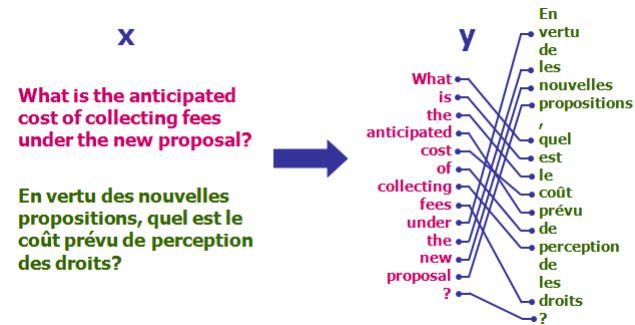 x
What is the anticipated
cost of collecting fees
under the new proposal?
En vertu des nouvelles
propositions, quel est le
coût prévu de perception
des droits?
y
What
is
the
anticipated
cost
of
collecting
fees
under
the
new
proposal
?
En
vertu
de
les
nouvelles
propositions
,
quel
est
le
coût
prévu
de
perception
de
les
droits
?